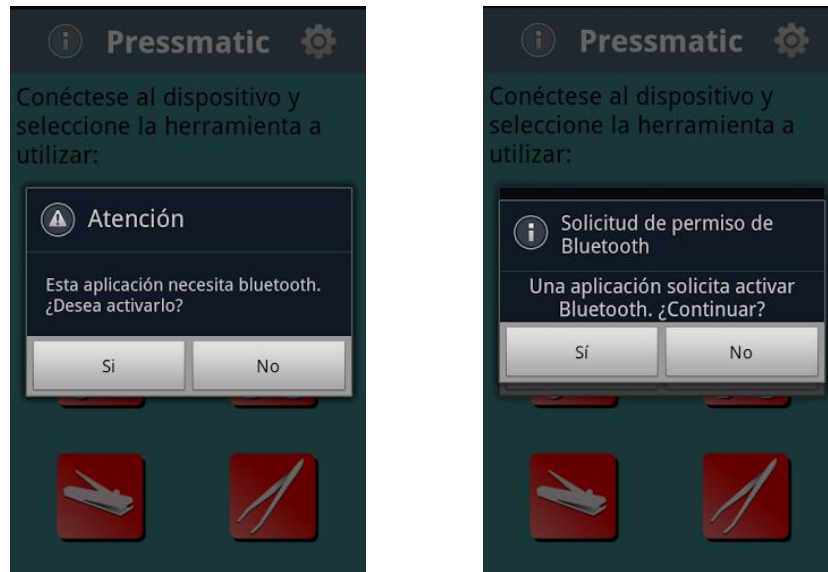 Pressmatic
Conéctese al dispositivo y
seleccione la herramienta a
utilizar:
Atención
Esta aplicación necesita bluetooth.
¿Desea activarlo?
Si
No
Pressmatic
Conéctese al dispositivo y
seleccione la herramienta a
utilizar:
Solicitud de permiso de
Bluetooth
Una aplicación solicita activar
Bluetooth. ¿Continuar?
Sí
No